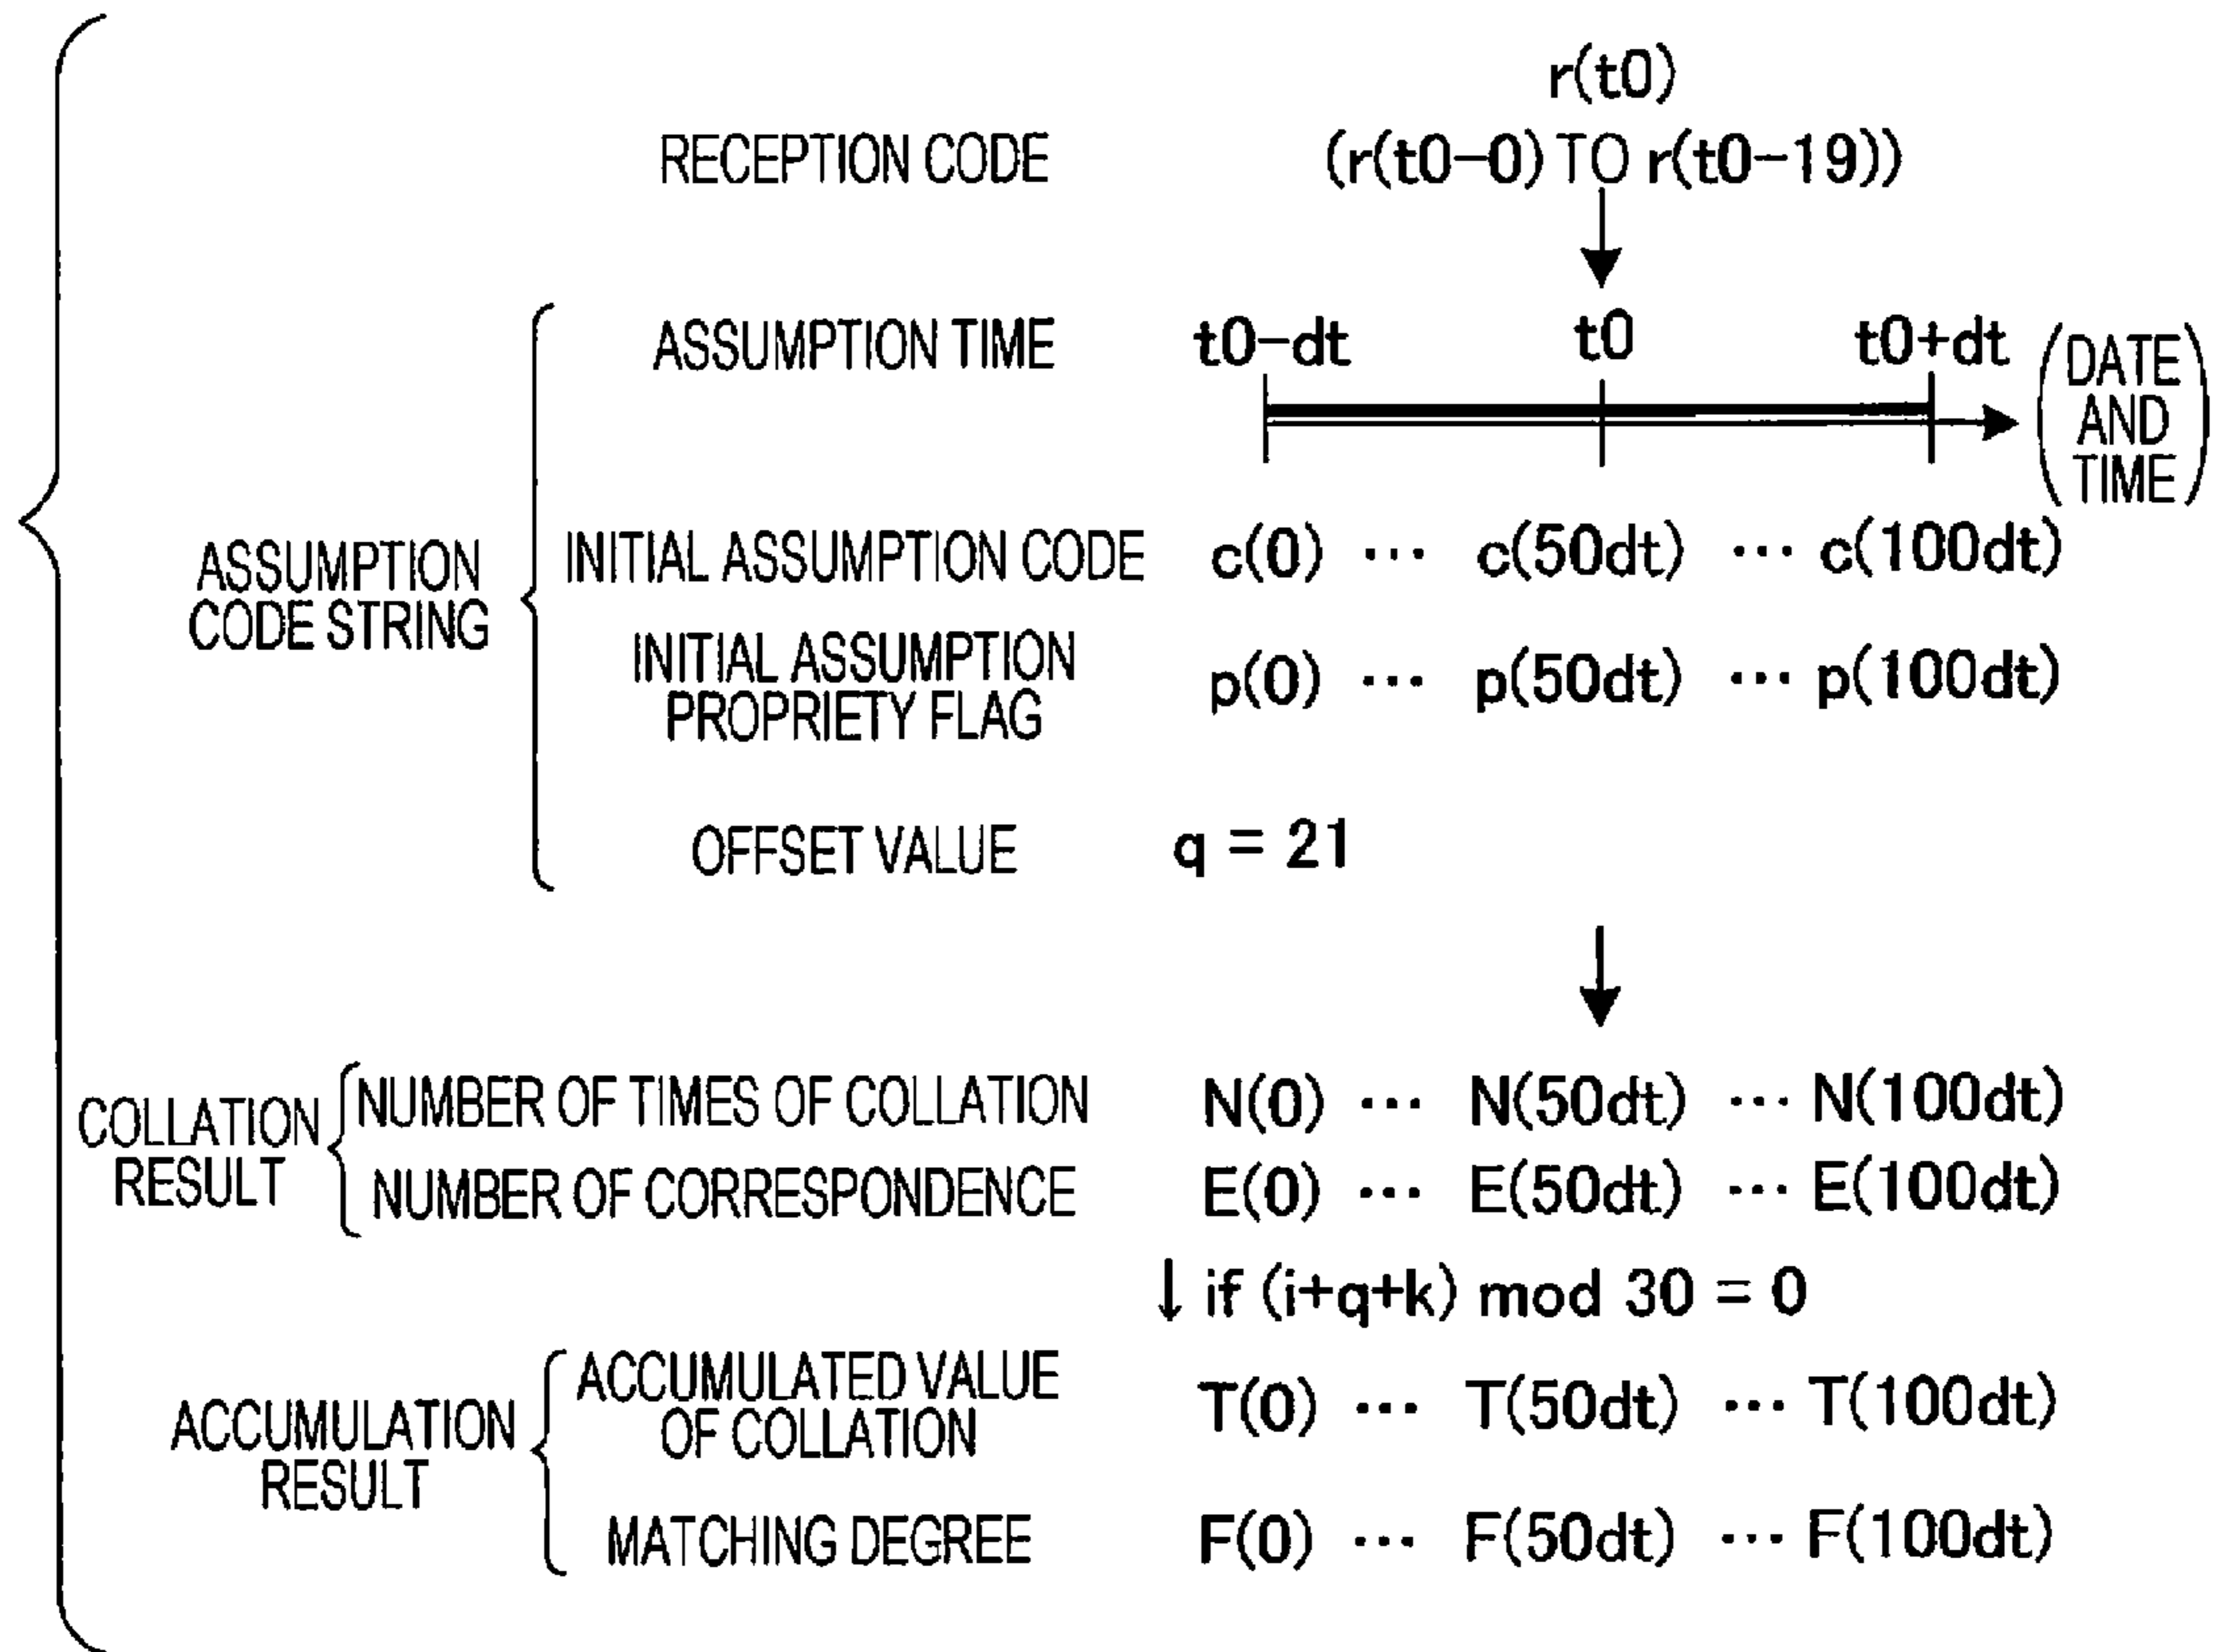 r(t0)
RECEPTION CODE (r(t0-0) TO r(t0-19))
ASSUMPTION TIME t0-dt t0 t0+dt (DATE AND TIME)
ASSUMPTION CODE STRING
INITIAL ASSUMPTION CODE c(0) ··· c(50dt) ··· c(100dt)
INITIAL ASSUMPTION PROPRIETY FLAG p(0) ··· p(50dt) ··· p(100dt)
OFFSET VALUE q = 21
COLLATION RESULT
NUMBER OF TIMES OF COLLATION N(0) ··· N(50dt) ··· N(100dt)
NUMBER OF CORRESPONDENCE E(0) ··· E(50dt) ··· E(100dt)
↓ if (i+q+k) mod 30 = 0
ACCUMULATION RESULT
ACCUMULATED VALUE OF COLLATION T(0) ··· T(50dt) ··· T(100dt)
MATCHING DEGREE F(0) ··· F(50dt) ··· F(100dt)